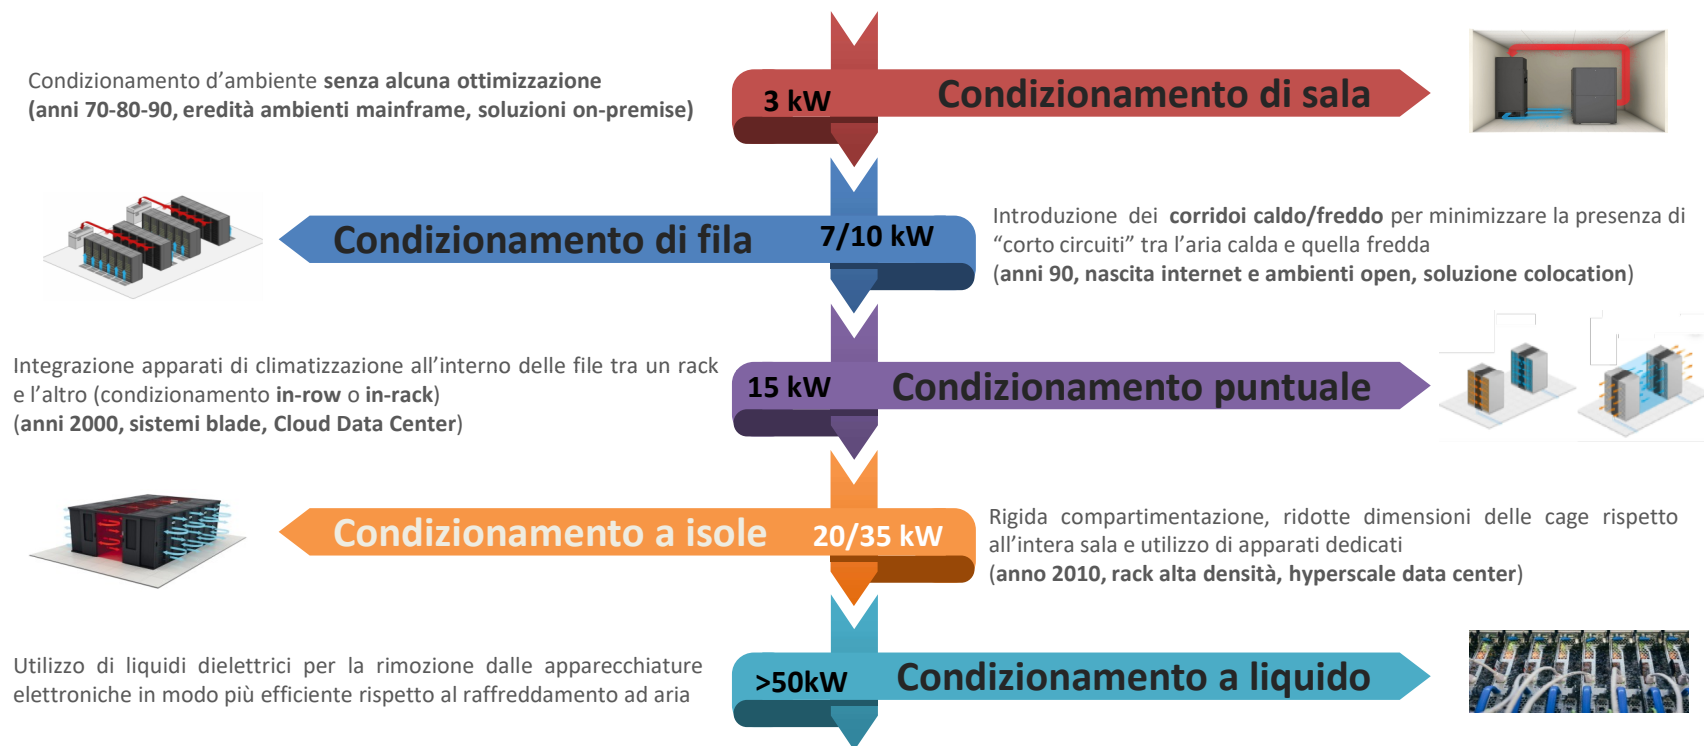 Condizionamento d'ambiente senza alcuna ottimizzazione
(anni 70-80-90, eredità ambienti mainframe, soluzioni on-premise)
3 kW
Condizionamento di sala
Condizionamento di fila
7/10 kW
Introduzione dei corridoi caldo/freddo per minimizzare la presenza di
“corto circuiti” tra l'aria calda e quella fredda
(anni 90, nascita internet e ambienti open, soluzione colocation)
Integrazione apparati di climatizzazione all'interno delle file tra un rack
e l'altro (condizionamento in-row o in-rack)
(anni 2000, sistemi blade, Cloud Data Center)
15 kW
Condizionamento puntuale
Condizionamento a isole
20/35 kW
Rigida compartimentazione, ridotte dimensioni delle cage rispetto
all'intera sala e utilizzo di apparati dedicati
(anno 2010, rack alta densità, hyperscale data center)
Utilizzo di liquidi dielettrici per la rimozione dalle apparecchiature
elettroniche in modo più efficiente rispetto al raffreddamento ad aria
>50kW
Condizionamento a liquido